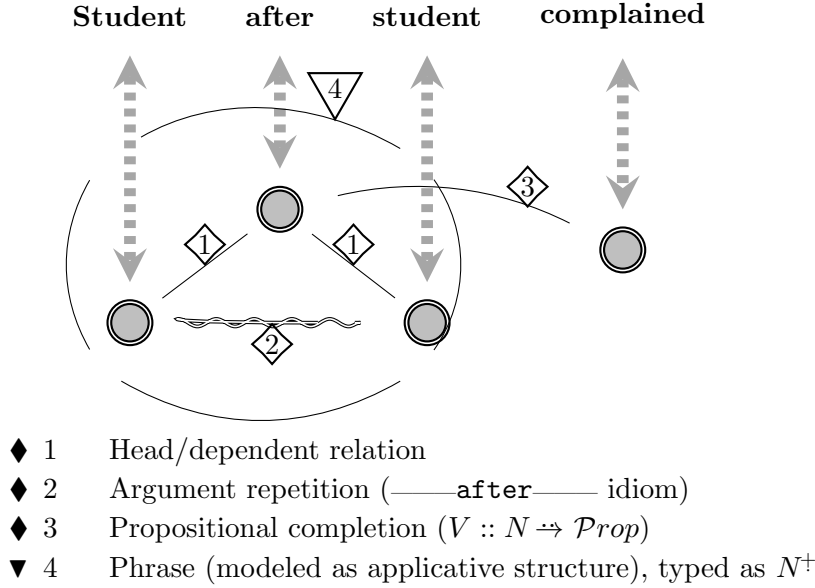 Student after student complained
4
3
1 1
2
♦ 1 Head/dependent relation
♦ 2 Argument repetition (——after—— idiom)
♦ 3 Propositional completion (V :: N ⇀ Prop)
▼ 4 Phrase (modeled as applicative structure), typed as N⁺